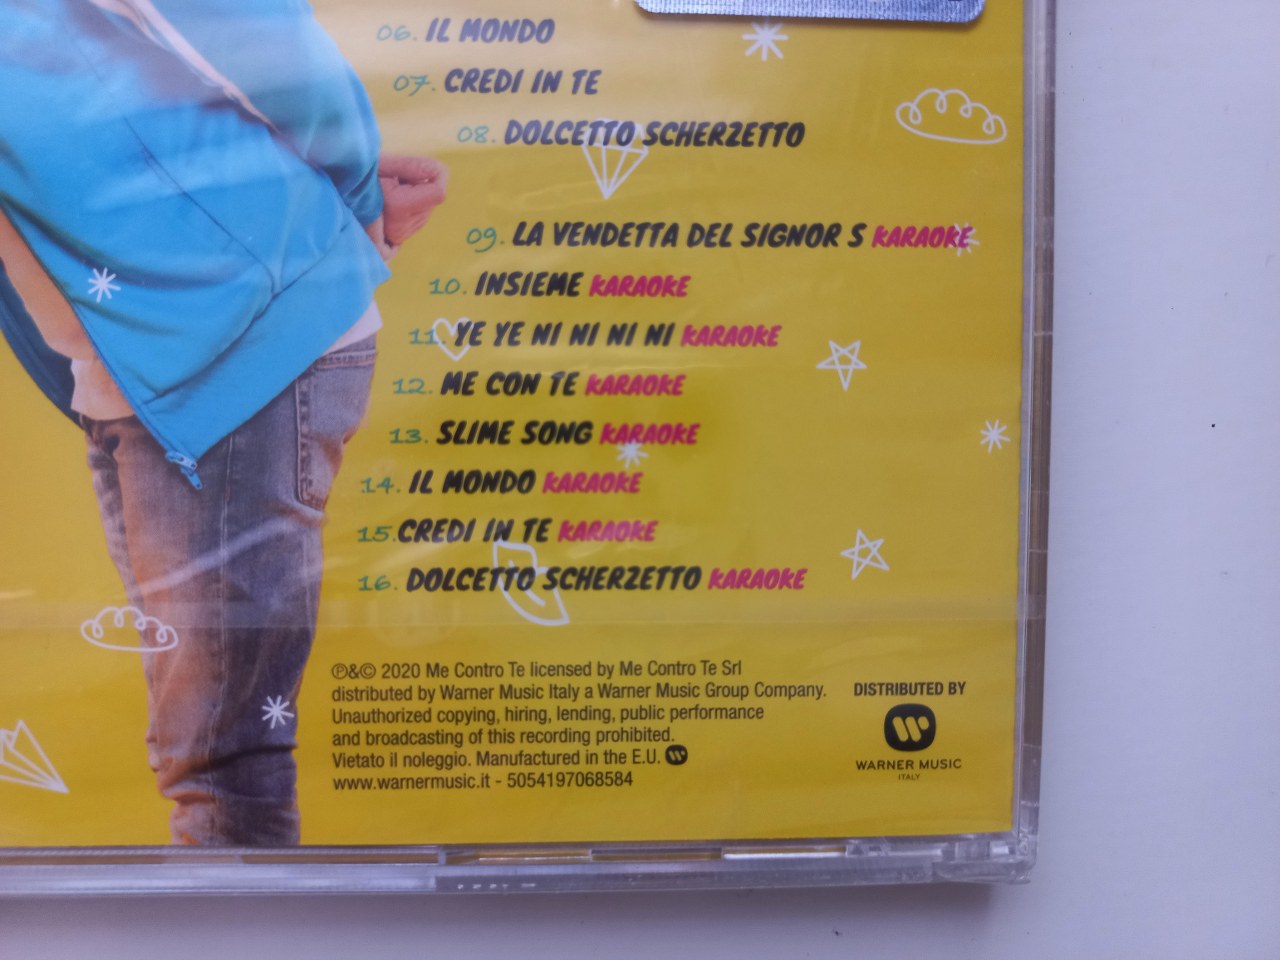 06. IL MONDO
07. CREDI IN TE
08. DOLCETTO SCHERZETTO
09. LA VENDETTA DEL SIGNOR S KARAOKE
10. INSIEME KARAOKE
11. YE YE NI NI NI NI KARAOKE
12. ME CON TE KARAOKE
13. SLIME SONG KARAOKE
14. IL MONDO KARAOKE
15. CREDI IN TE KARAOKE
16. DOLCETTO SCHERZETTO KARAOKE
℗&© 2020 Me Contro Te licensed by Me Contro Te Srl
distributed by Warner Music Italy a Warner Music Group Company.
Unauthorized copying, hiring, lending, public performance
and broadcasting of this recording prohibited.
Vietato il noleggio. Manufactured in the E.U.
www.warnermusic.it - 5054197068584
DISTRIBUTED BY
WARNER MUSIC
ITALY